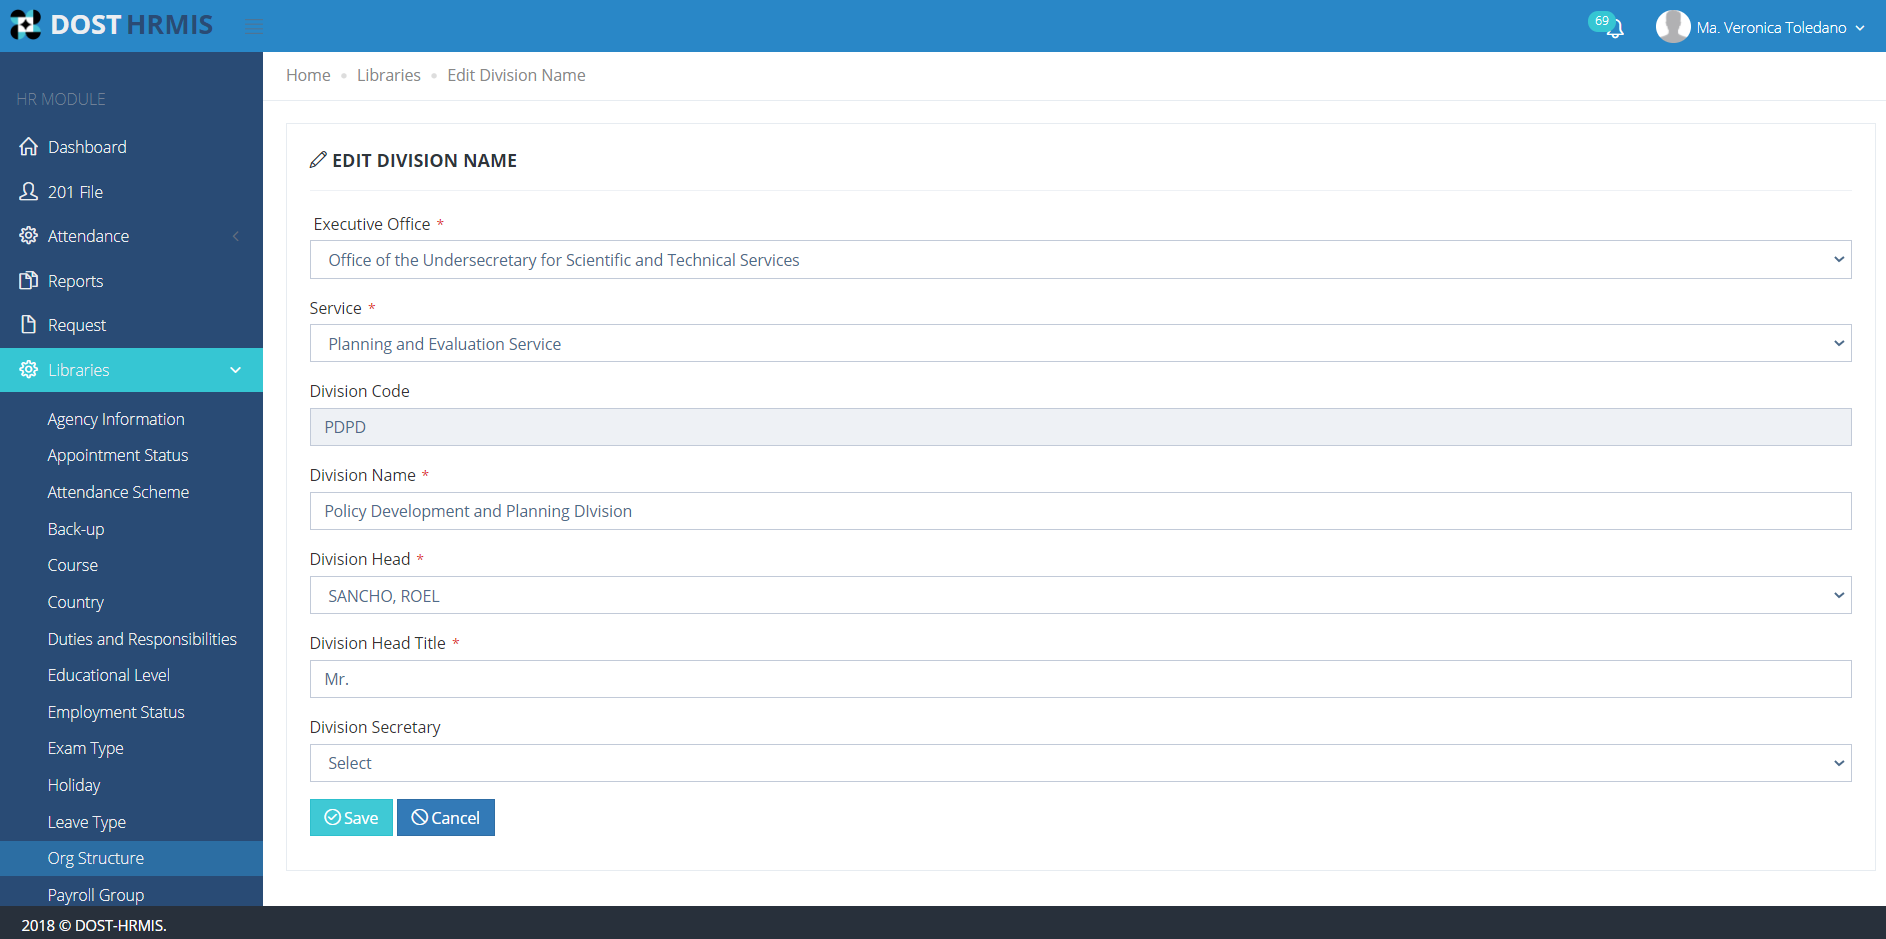 DOST HRMIS
69
Ma. Veronica Toledano
Home • Libraries • Edit Division Name
HR MODULE
Dashboard
201 File
Attendance
Reports
Request
Libraries
Agency Information
Appointment Status
Attendance Scheme
Back-up
Course
Country
Duties and Responsibilities
Educational Level
Employment Status
Exam Type
Holiday
Leave Type
Org Structure
Payroll Group
EDIT DIVISION NAME
Executive Office *
Office of the Undersecretary for Scientific and Technical Services
Service *
Planning and Evaluation Service
Division Code
PDPD
Division Name *
Policy Development and Planning DIvision
Division Head *
SANCHO, ROEL
Division Head Title *
Mr.
Division Secretary
Select
Save Cancel
2018 © DOST-HRMIS.